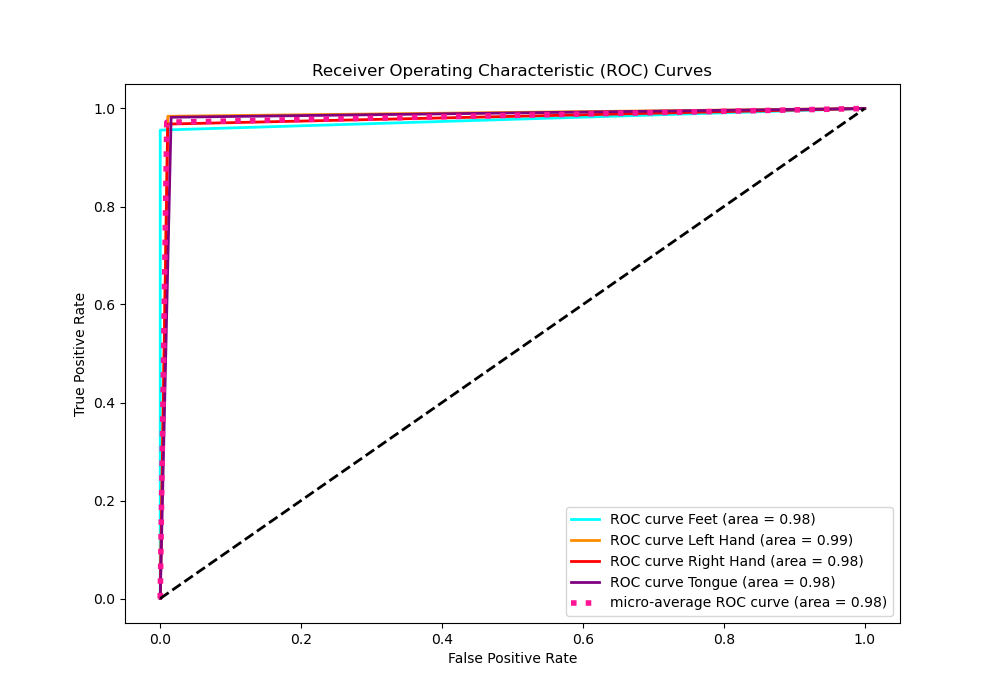 Receiver Operating Characteristic (ROC) Curves
True Positive Rate
1.0
0.8
0.6
0.4
0.2
0.0
0.0 0.2 0.4 0.6 0.8 1.0
False Positive Rate
ROC curve Feet (area = 0.98)
ROC curve Left Hand (area = 0.99)
ROC curve Right Hand (area = 0.98)
ROC curve Tongue (area = 0.98)
micro-average ROC curve (area = 0.98)